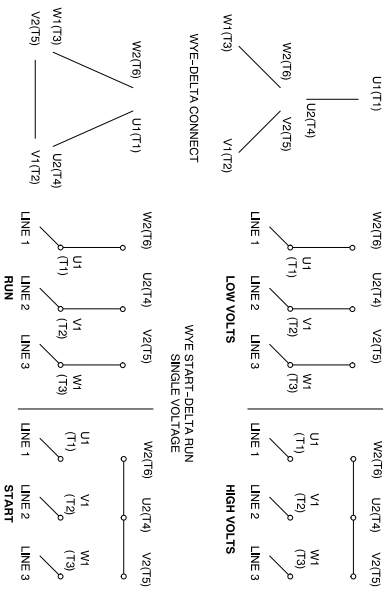 U1(T1)
U2(T4)
W2(T6) V2(T5)
W1(T3) V1(T2)
W2(T6) U2(T4) V2(T5)
U1 V1 W1
(T1) (T2) (T3)
LINE 1 LINE 2 LINE 3
LOW VOLTS
W2(T6) U2(T4) V2(T5)
U1 V1 W1
(T1) (T2) (T3)
LINE 1 LINE 2 LINE 3
HIGH VOLTS
WYE-DELTA CONNECT
WYE START-DELTA RUN
SINGLE VOLTAGE
W2(T6) U1(T1)
W1(T3) U2(T4)
V2(T5) V1(T2)
W2(T6) U2(T4) V2(T5)
U1 V1 W1
(T1) (T2) (T3)
LINE 1 LINE 2 LINE 3
RUN
W2(T6) U2(T4) V2(T5)
U1 V1 W1
(T1) (T2) (T3)
LINE 1 LINE 2 LINE 3
START